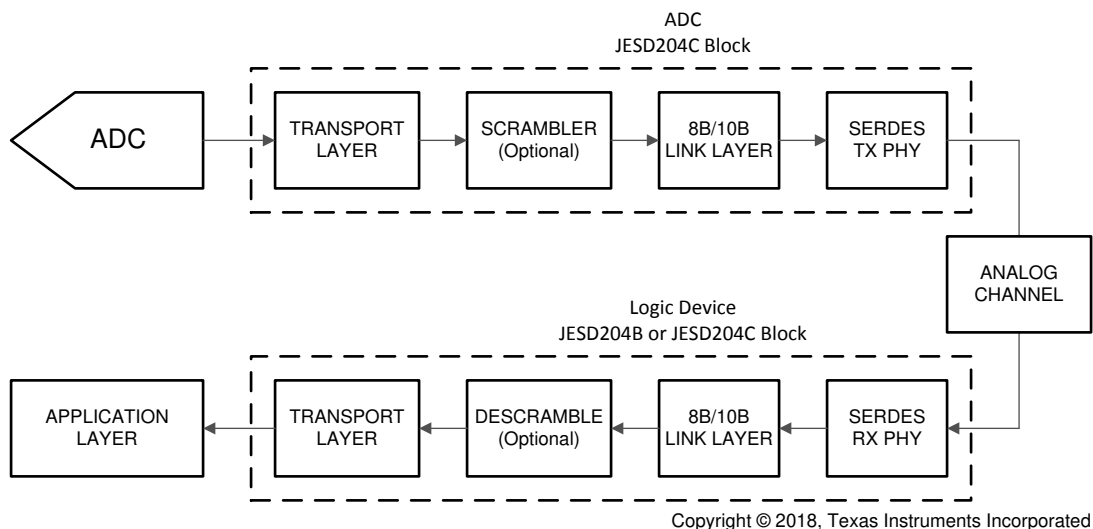 ADC
JESD204C Block
ADC
TRANSPORT
LAYER
SCRAMBLER
(Optional)
8B/10B
LINK LAYER
SERDES
TX PHY
ANALOG
CHANNEL
Logic Device
JESD204B or JESD204C Block
APPLICATION
LAYER
TRANSPORT
LAYER
DESCRAMBLE
(Optional)
8B/10B
LINK LAYER
SERDES
RX PHY
Copyright © 2018, Texas Instruments Incorporated